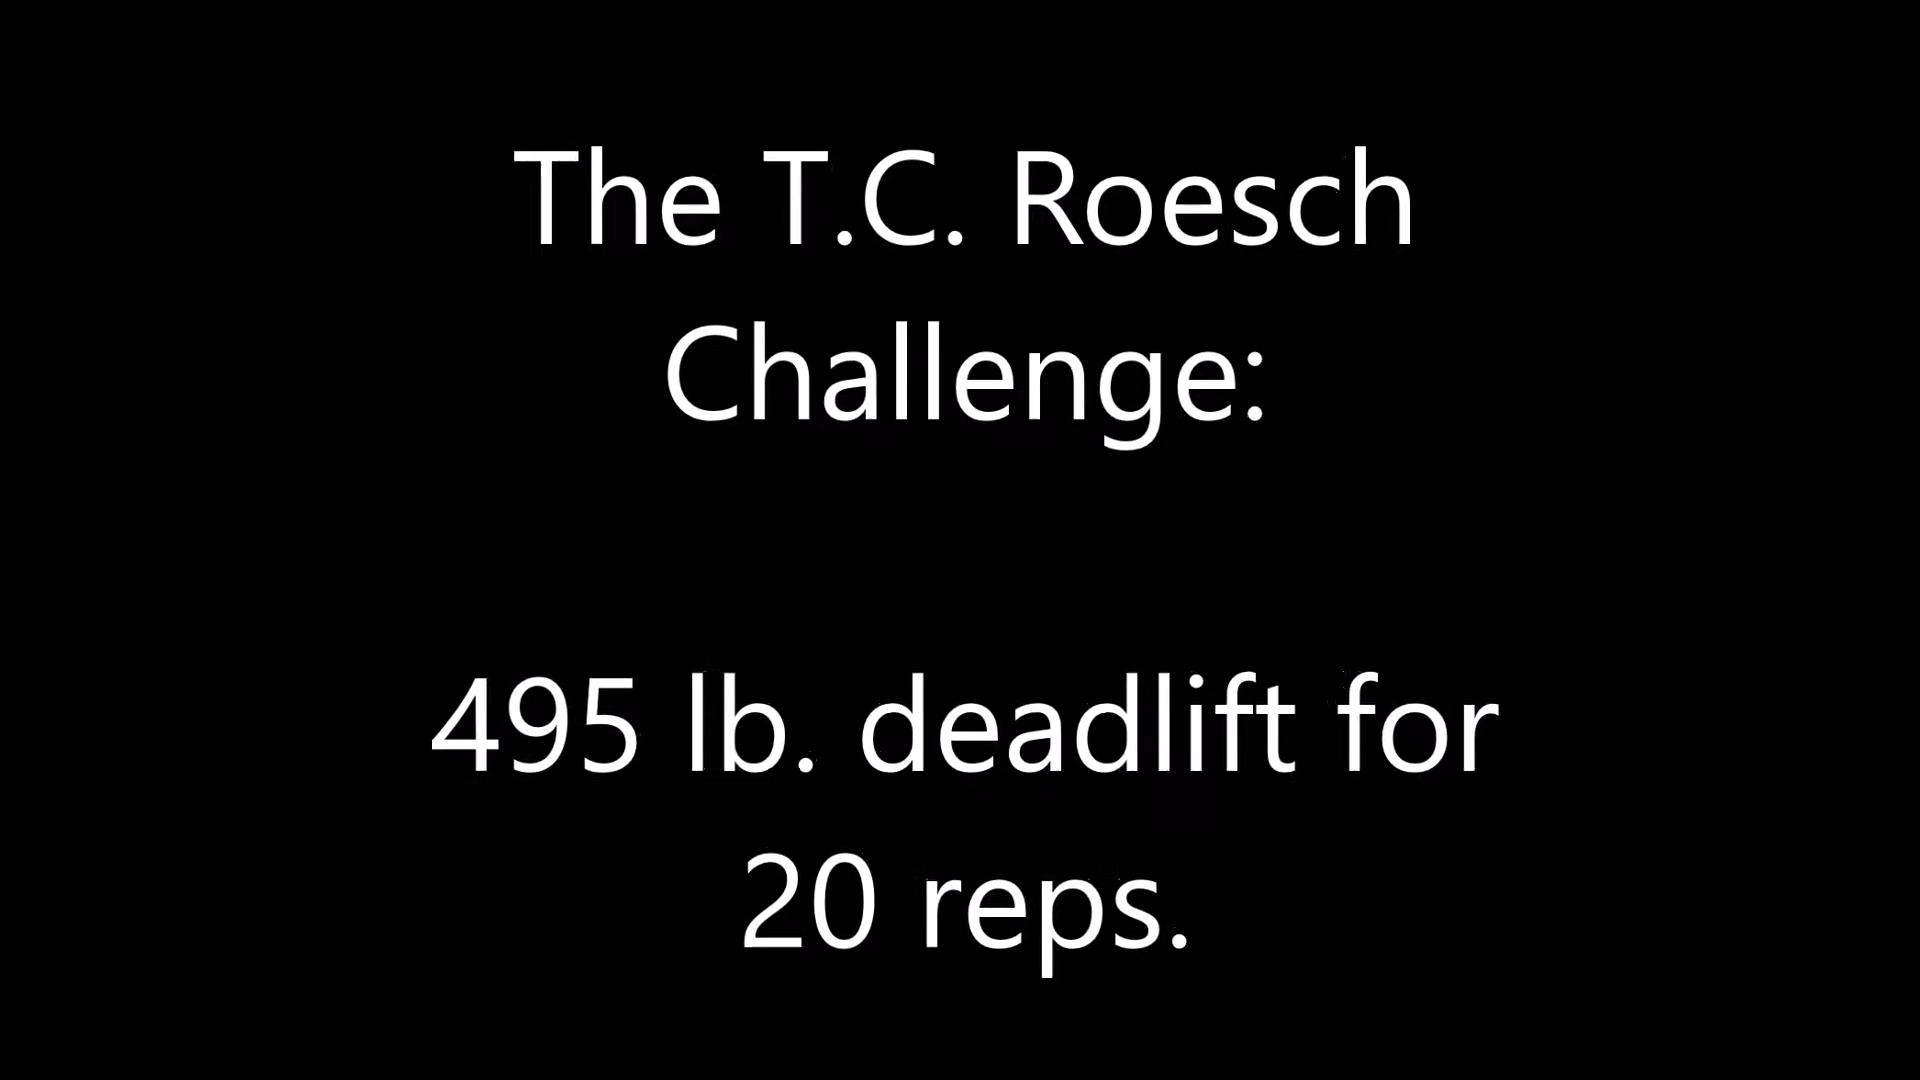 The T.C. Roesch
Challenge:
495 lb. deadlift for
20 reps.